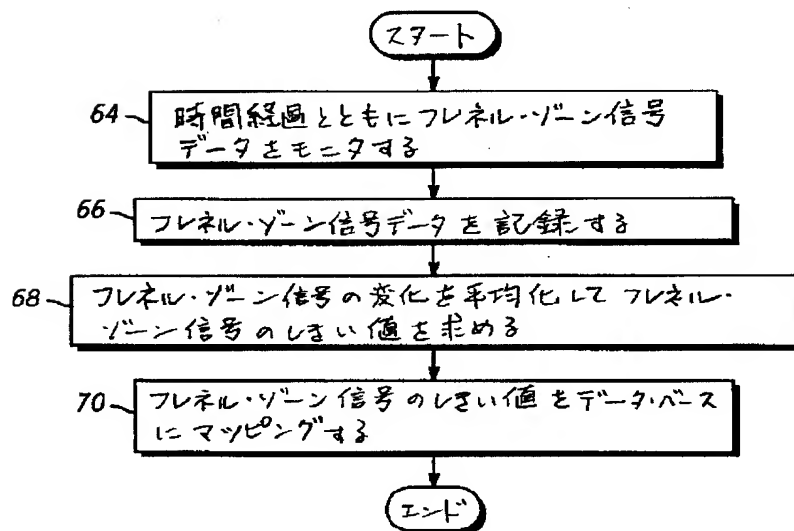 スタート
64
時間経過とともにフレネル・ゾーン信号
データをモニタする
66
フレネル・ゾーン信号データを記録する
68
フレネル・ゾーン信号の変化を平均化してフレネル・
ゾーン信号のしきい値を求める
70
フレネル・ゾーン信号のしきい値をデータ・ベース
にマッピングする
エンド